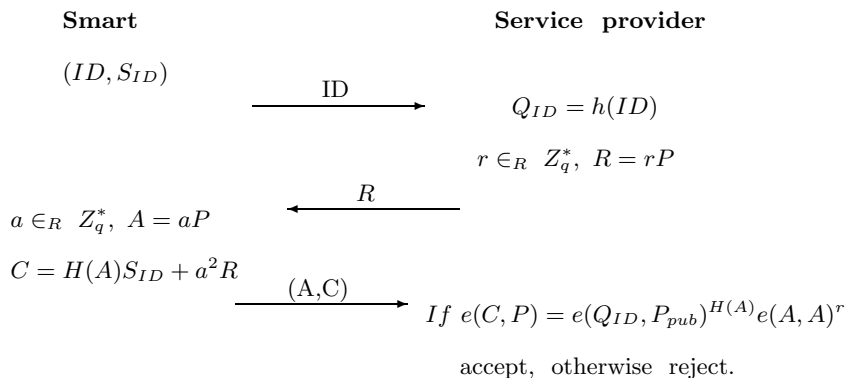 Smart Service provider
(ID, S_{ID})
ID
Q_{ID} = h(ID)
r ∈_R Z_q^*, R = rP
R
a ∈_R Z_q^*, A = aP
C = H(A)S_{ID} + a^2R
(A,C)
If e(C, P) = e(Q_{ID}, P_{pub})^{H(A)}e(A, A)^r
accept, otherwise reject.